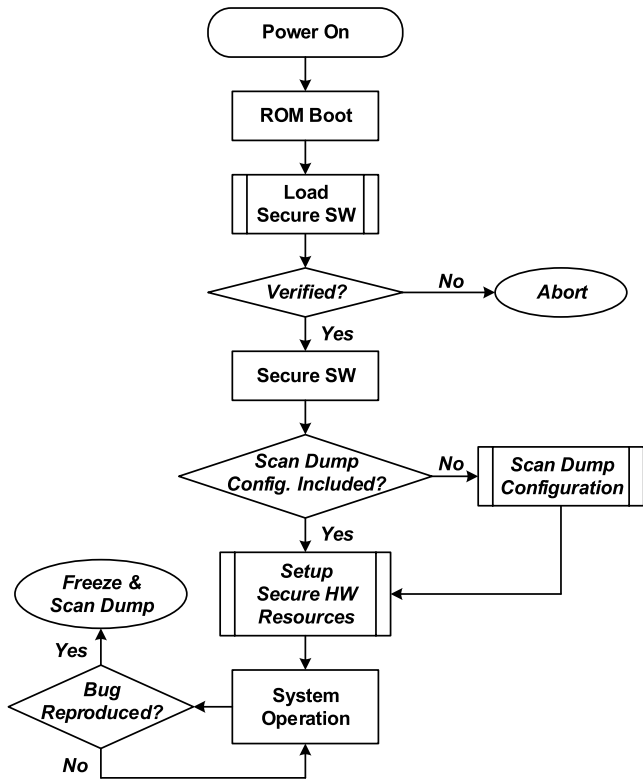 Power On
ROM Boot
Load
Secure SW
Verified?
No
Abort
Yes
Secure SW
Scan Dump
Config. Included?
No
Scan Dump
Configuration
Yes
Setup
Secure HW
Resources
Freeze &
Scan Dump
Yes
Bug
Reproduced?
System
Operation
No